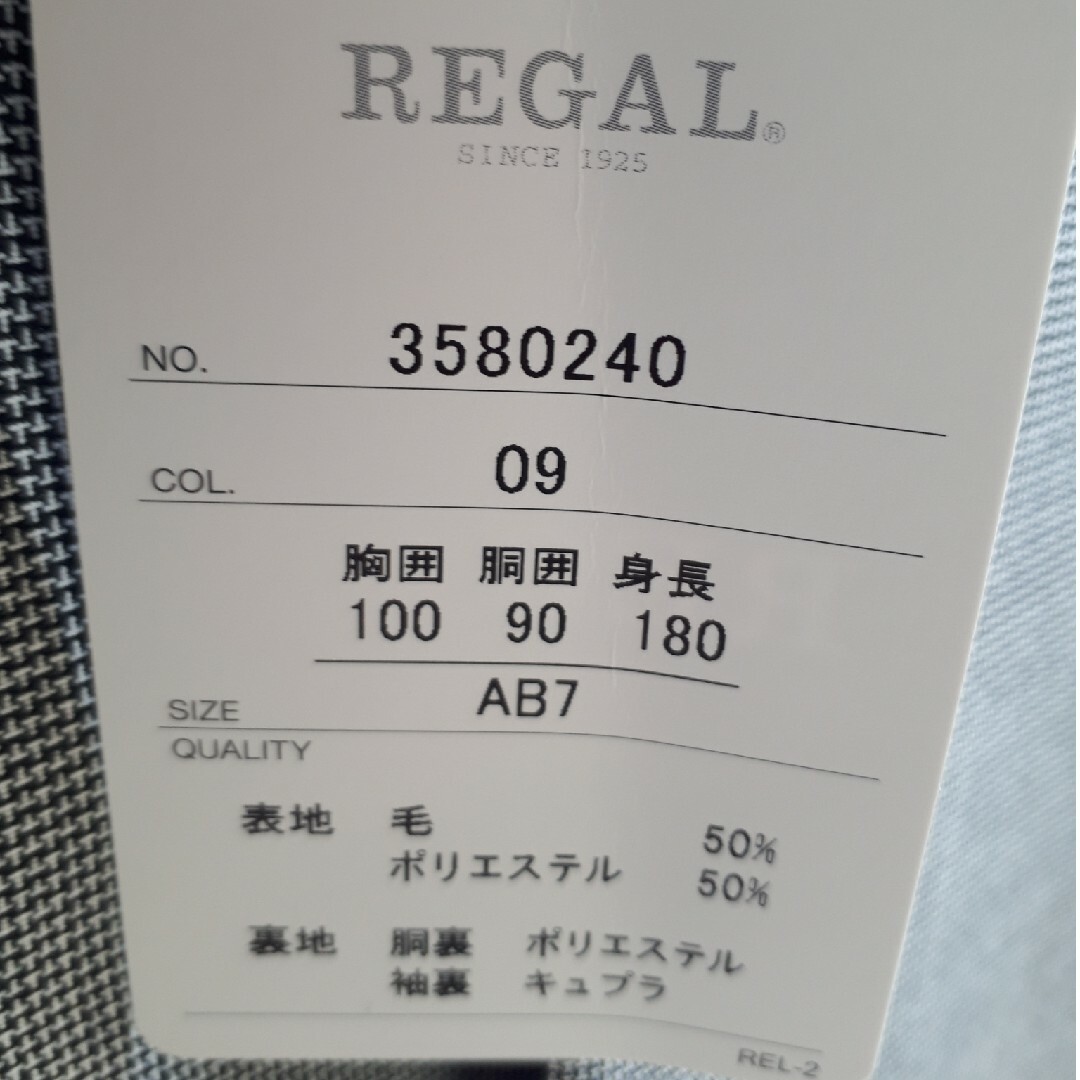 REGAL®
SINCE 1925
NO. 3580240
COL. 09
胸囲 胴囲 身長
100 90 180
SIZE AB7
QUALITY
表地 毛 50%
ポリエステル 50%
裏地 胴裏 ポリエステル
袖裏 キュプラ
REL-2